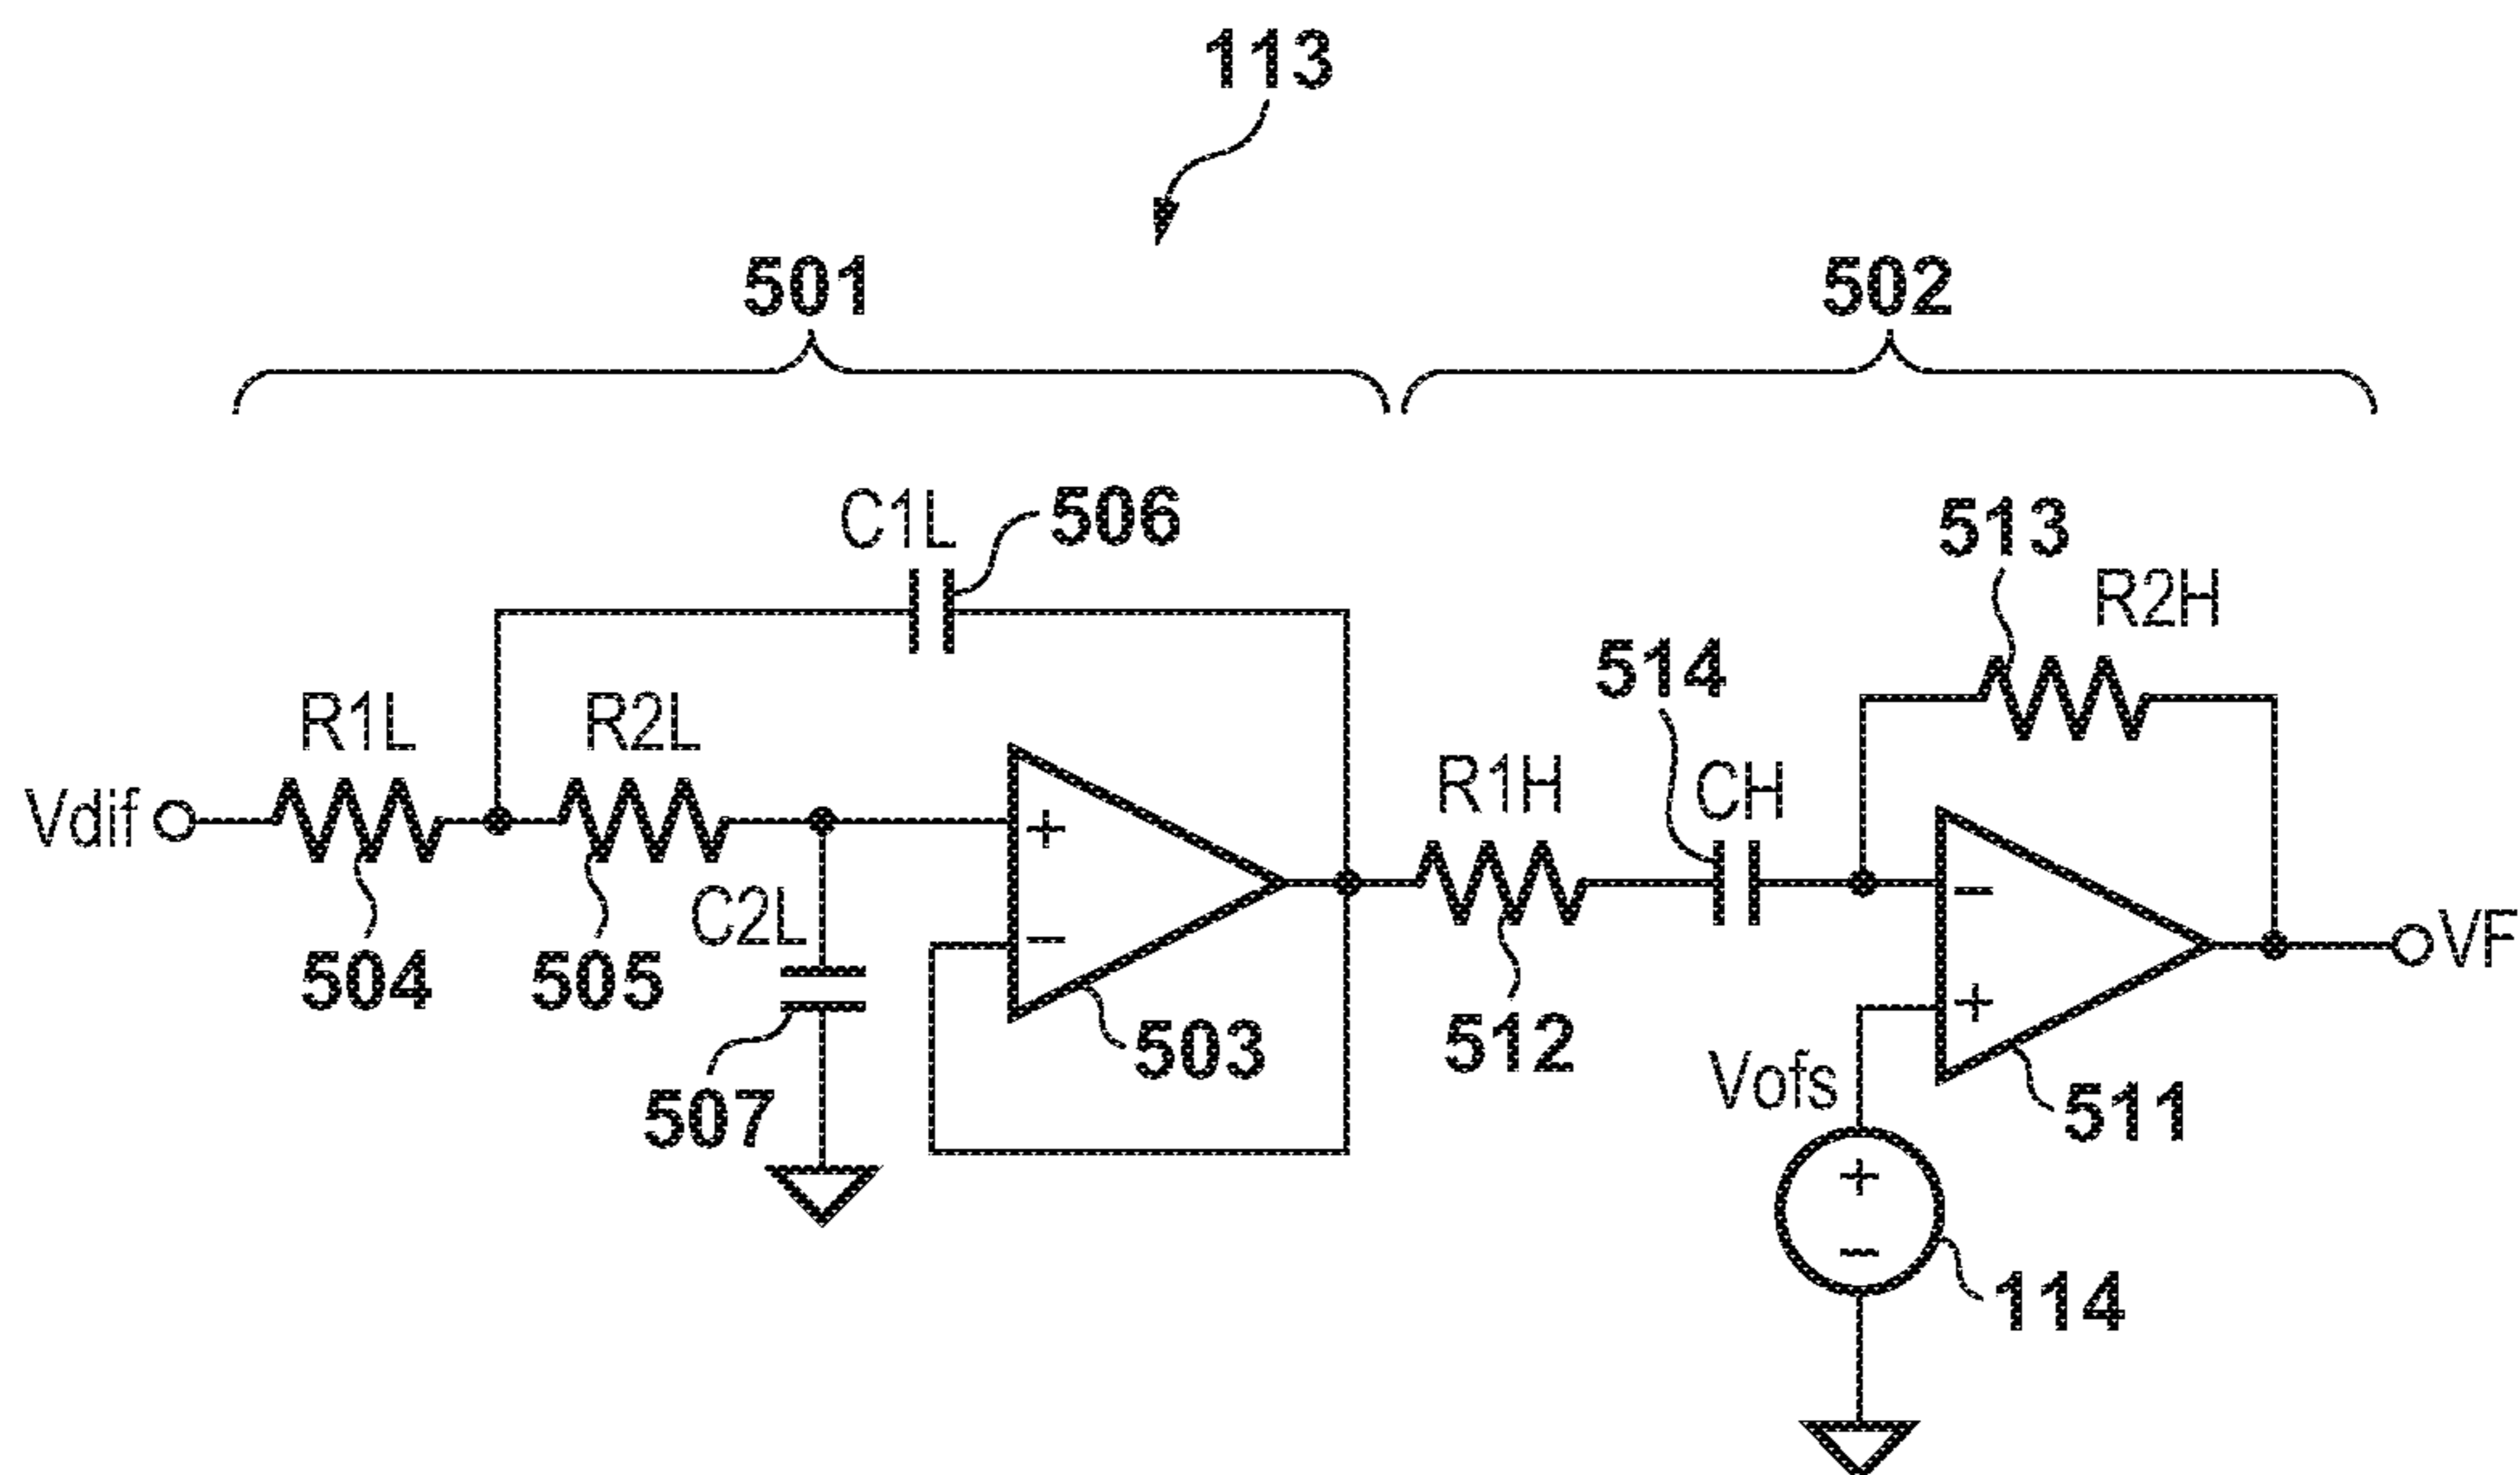 113
501
502
C1L
506
513
R2H
514
R1L
R2L
R1H
CH
Vdif
+
−
C2L
−
+
VF
504
505
503
512
507
Vofs
511
+
−
114